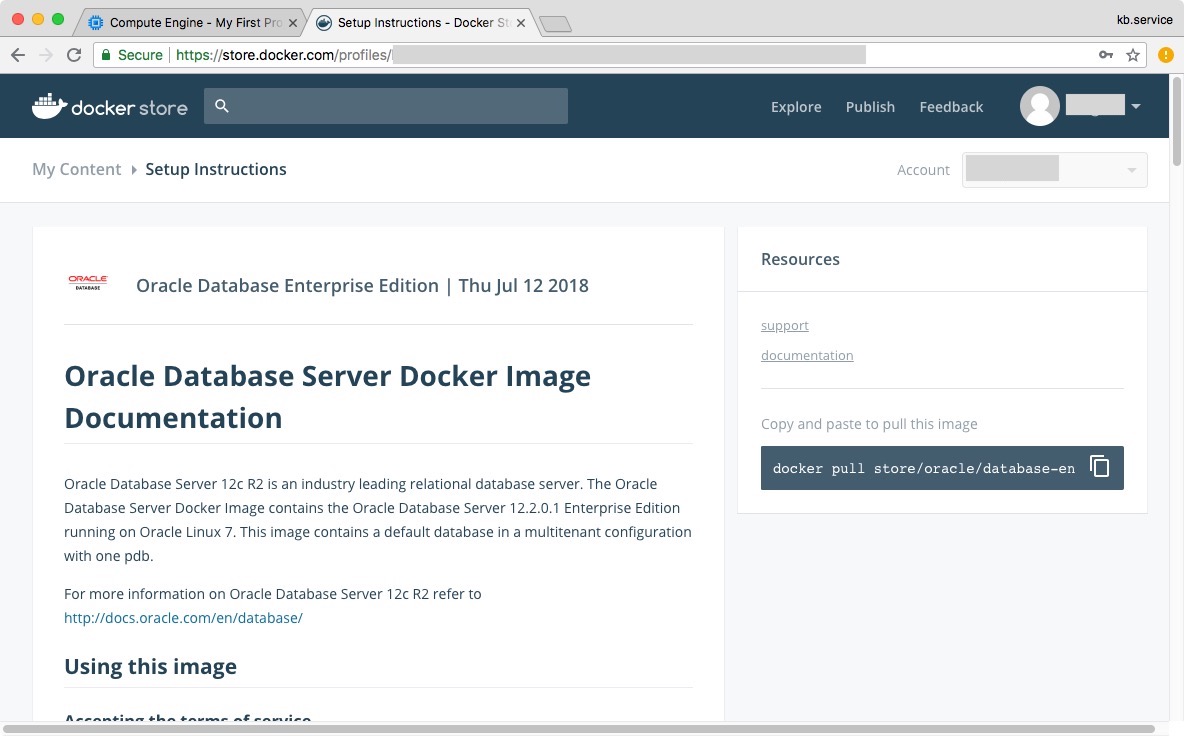 Compute Engine - My First Pro
Setup Instructions - Docker St
kb.service
Secure
https://store.docker.com/profiles/
docker store
Explore
Publish
Feedback
My Content
Setup Instructions
Account
ORACLE
DATABASE
Oracle Database Enterprise Edition | Thu Jul 12 2018
Oracle Database Server Docker Image
Documentation
Oracle Database Server 12c R2 is an industry leading relational database server. The Oracle
Database Server Docker Image contains the Oracle Database Server 12.2.0.1 Enterprise Edition
running on Oracle Linux 7. This image contains a default database in a multitenant configuration
with one pdb.
For more information on Oracle Database Server 12c R2 refer to
http://docs.oracle.com/en/database/
Using this image
Accepting the terms of service
Resources
support
documentation
Copy and paste to pull this image
docker pull store/oracle/database-en